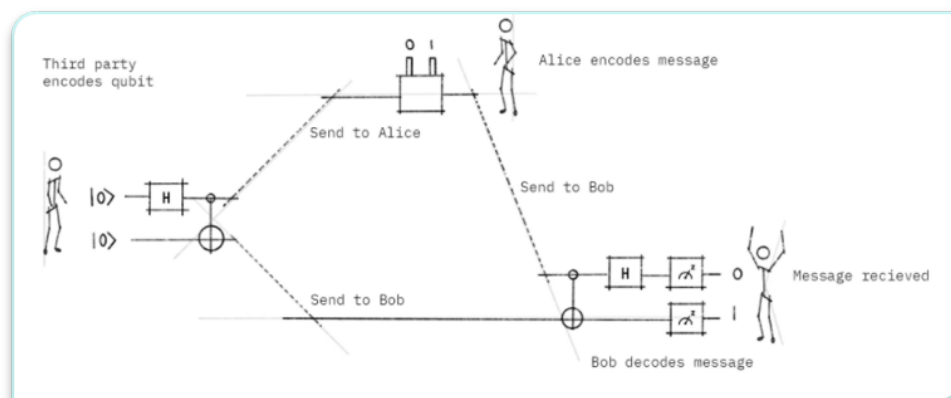 Third party
encodes qubit
0 1
Alice encodes message
Send to Alice
|0⟩ H
Send to Bob
|0⟩
H z 0
Message recieved
Send to Bob
z 1
Bob decodes message